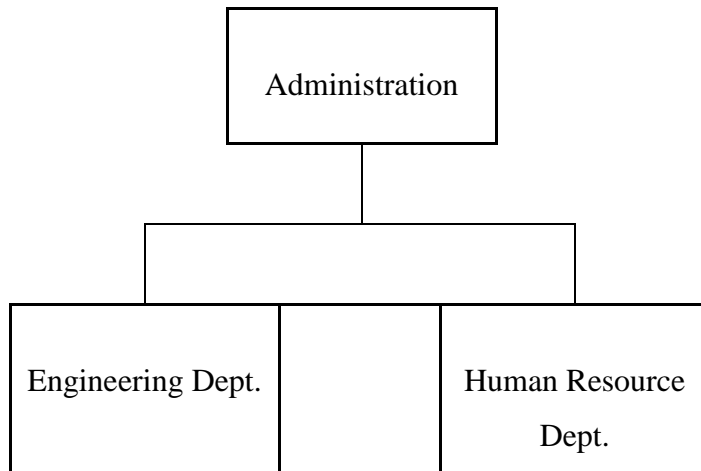 Administration
Engineering Dept.
Human Resource
Dept.